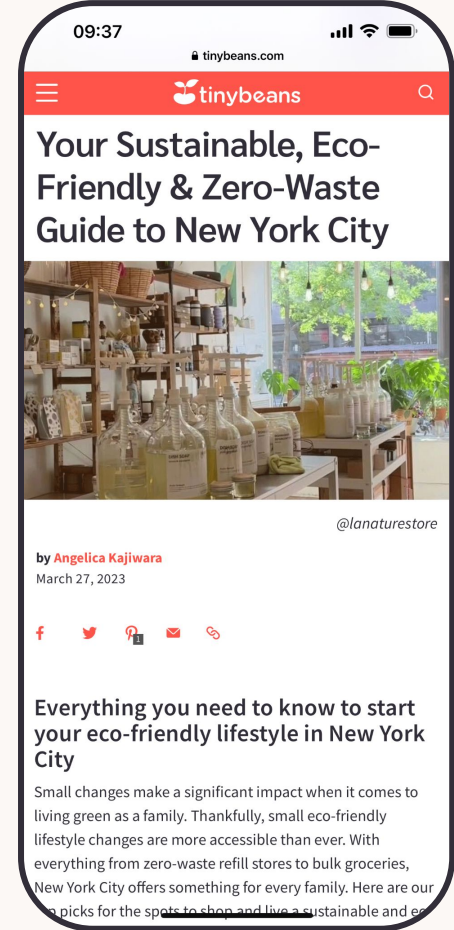 09:37
tinybeans.com
tinybeans
Your Sustainable, Eco-
Friendly & Zero-Waste
Guide to New York City
@lanaturestore
by Angelica Kajiwara
March 27, 2023
1
Everything you need to know to start
your eco-friendly lifestyle in New York
City
Small changes make a significant impact when it comes to
living green as a family. Thankfully, small eco-friendly
lifestyle changes are more accessible than ever. With
everything from zero-waste refill stores to bulk groceries,
New York City offers something for every family. Here are our
picks for the spots to shop and live a sustainable and